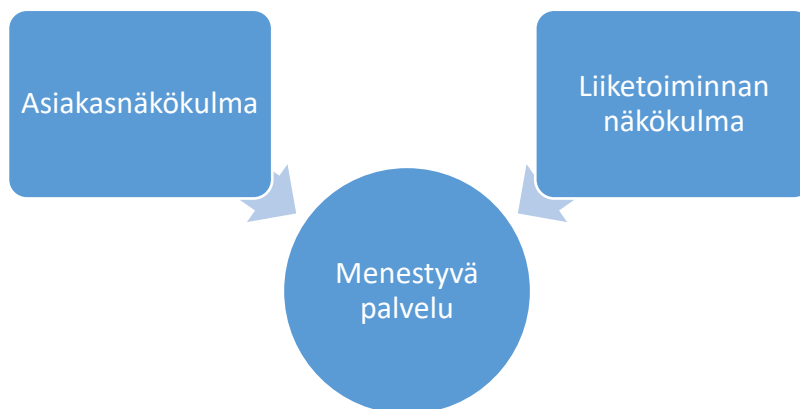 Asiakasnäkökulma
Liiketoiminnan
näkökulma
Menestyvä
palvelu